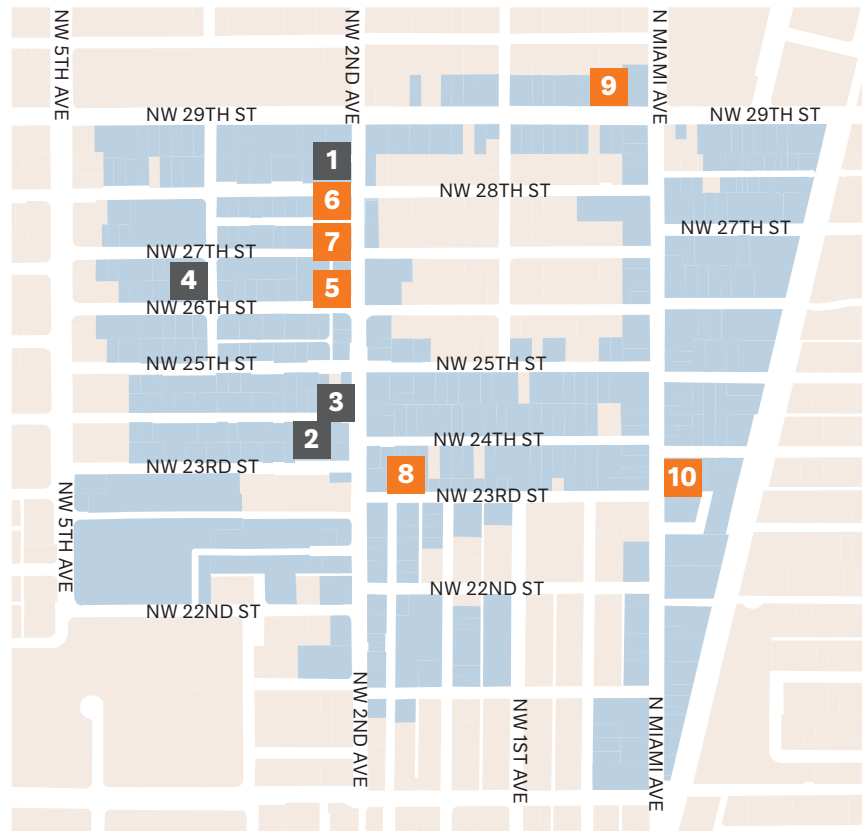 NW 5TH AVE
NW 2ND AVE
N MIAMI AVE
9
NW 29TH ST
NW 29TH ST
1
6
NW 28TH ST
7
NW 27TH ST
NW 27TH ST
4
5
NW 26TH ST
NW 25TH ST
NW 25TH ST
3
2
NW 24TH ST
NW 23RD ST
8
10
NW 23RD ST
NW 5TH AVE
NW 22ND ST
NW 22ND ST
NW 2ND AVE
NW 1ST AVE
N MIAMI AVE